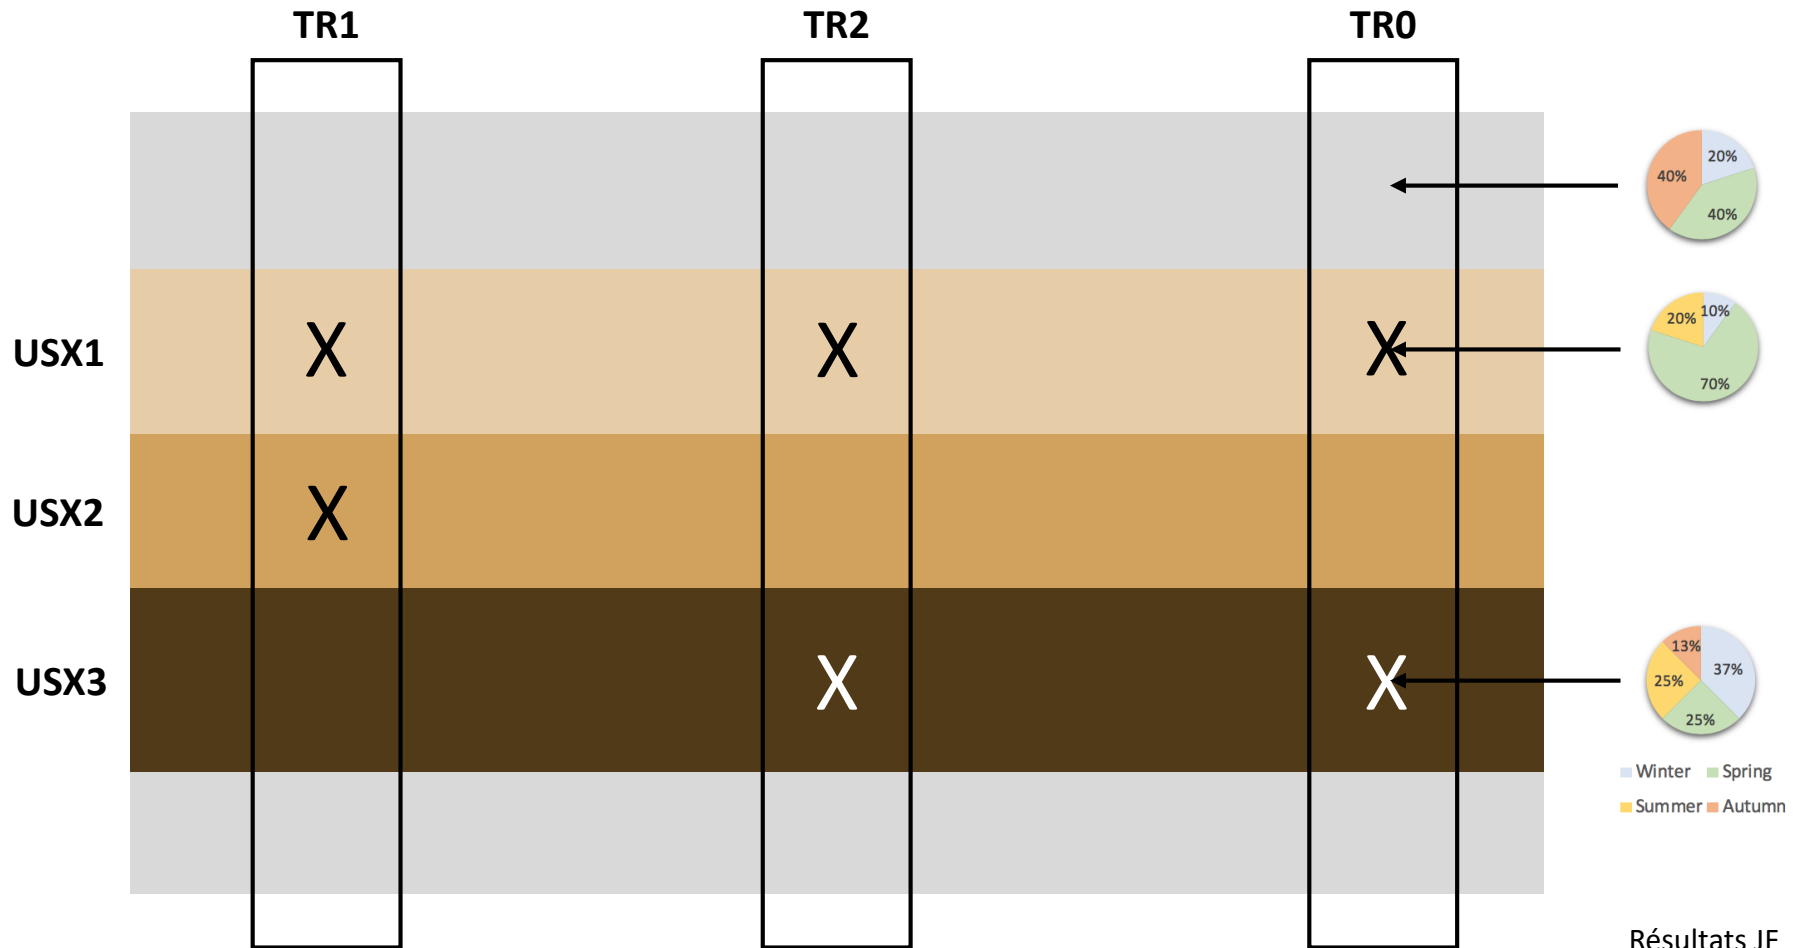 TR1 TR2 TR0
20%
40%
40%
USX1 X X X
20% 10%
70%
USX2 X
USX3 X X
13%
37%
25%
25%
Winter Spring
Summer Autumn
Résultats JF